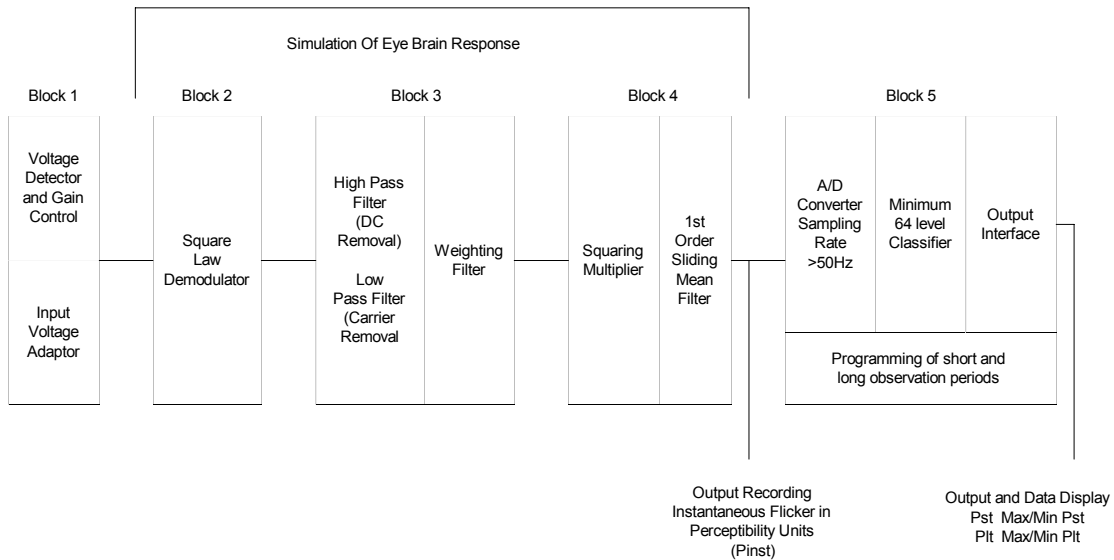 Simulation Of Eye Brain Response
Block 1
Block 2
Block 3
Block 4
Block 5
Voltage
Detector
and Gain
Control
Input
Voltage
Adaptor
Square
Law
Demodulator
High Pass
Filter
(DC
Removal)
Low
Pass Filter
(Carrier
Removal
Weighting
Filter
Squaring
Multiplier
1st
Order
Sliding
Mean
Filter
A/D
Converter
Sampling
Rate
>50Hz
Minimum
64 level
Classifier
Output
Interface
Programming of short and
long observation periods
Output Recording
Instantaneous Flicker in
Perceptibility Units
(Pinst)
Output and Data Display
Pst Max/Min Pst
Plt Max/Min Plt